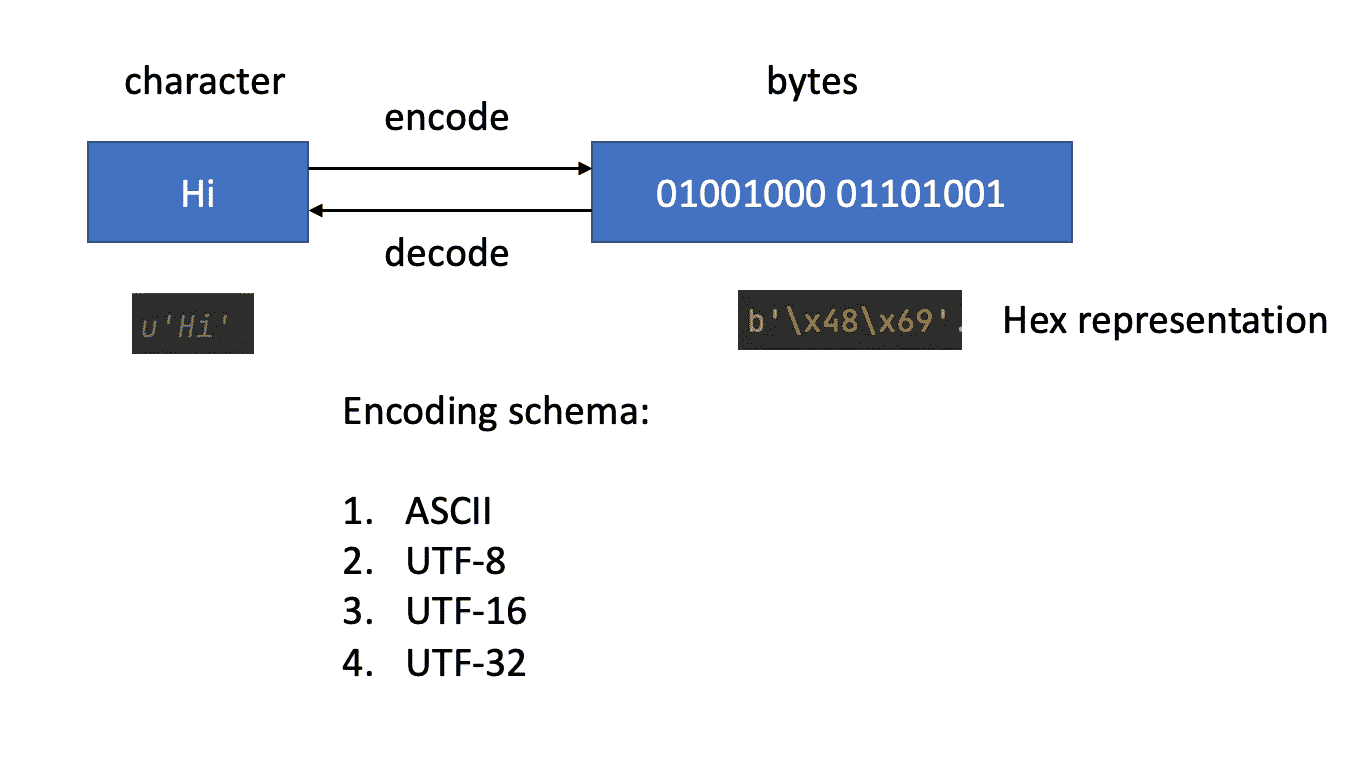 character
bytes
encode
Hi
01001000 01101001
decode
u'Hi'
b'\x48\x69'.
Hex representation
Encoding schema:
1. ASCII
2. UTF-8
3. UTF-16
4. UTF-32